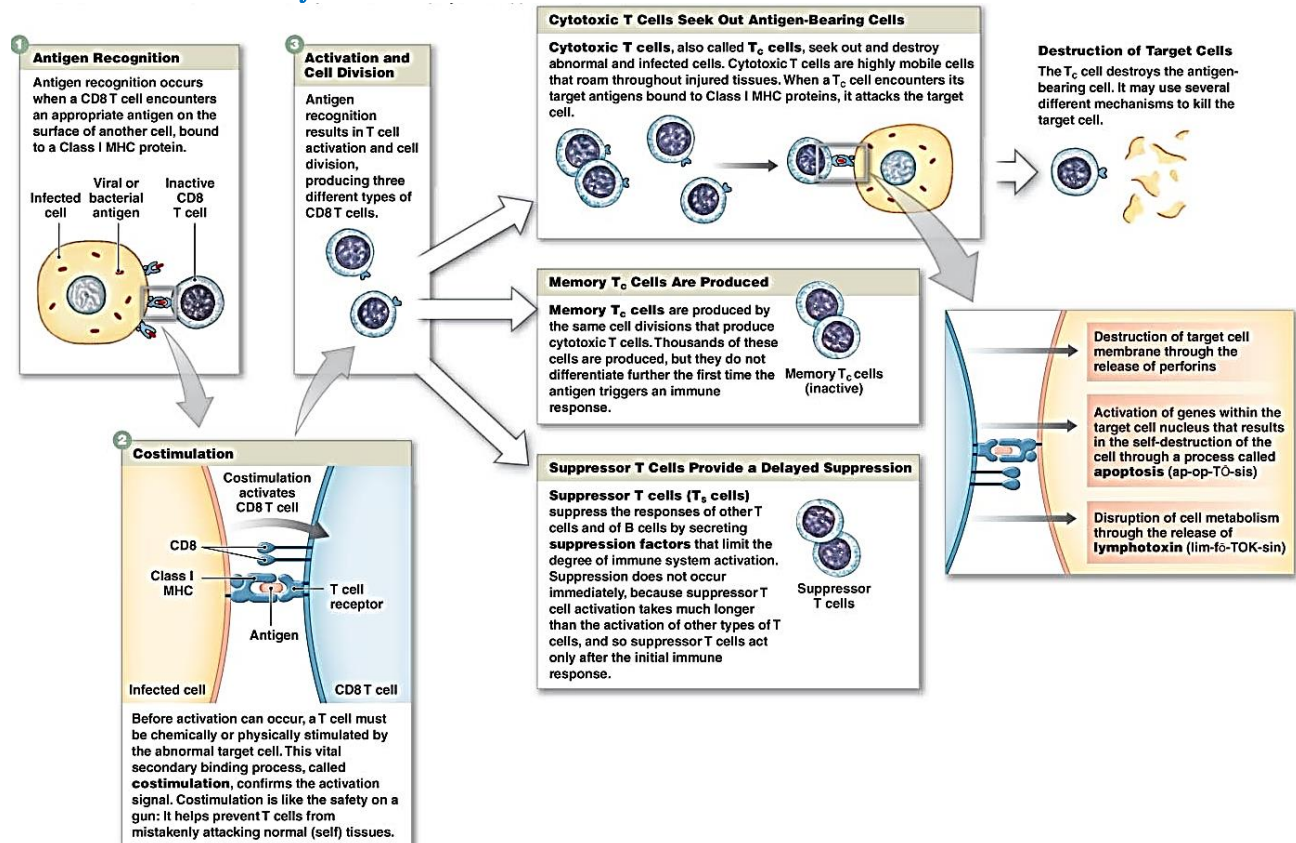 1
Antigen Recognition
Antigen recognition occurs
when a CD8 T cell encounters
an appropriate antigen on the
surface of another cell, bound
to a Class I MHC protein.
Infected
cell
Viral or
bacterial
antigen
Inactive
CD8
T cell
2
Costimulation
Costimulation
activates
CD8 T cell
CD8
Class I
MHC
T cell
receptor
Antigen
Infected cell
CD8 T cell
Before activation can occur, a T cell must
be chemically or physically stimulated by
the abnormal target cell. This vital
secondary binding process, called
costimulation, confirms the activation
signal. Costimulation is like the safety on a
gun: It helps prevent T cells from
mistakenly attacking normal (self) tissues.
3
Activation and
Cell Division
Antigen
recognition
results in T cell
activation and cell
division,
producing three
different types of
CD8 T cells.
Cytotoxic T Cells Seek Out Antigen-Bearing Cells
Cytotoxic T cells, also called Tc cells, seek out and destroy
abnormal and infected cells. Cytotoxic T cells are highly mobile cells
that roam throughout injured tissues. When a Tc cell encounters its
target antigens bound to Class I MHC proteins, it attacks the target
cell.
Memory Tc Cells Are Produced
Memory Tc cells are produced by
the same cell divisions that produce
cytotoxic T cells. Thousands of these
cells are produced, but they do not
differentiate further the first time the
antigen triggers an immune
response.
Memory Tc cells
(inactive)
Suppressor T Cells Provide a Delayed Suppression
Suppressor T cells (Ts cells)
suppress the responses of other T
cells and of B cells by secreting
suppression factors that limit the
degree of immune system activation.
Suppression does not occur
immediately, because suppressor T
cell activation takes much longer
than the activation of other types of T
cells, and so suppressor T cells act
only after the initial immune
response.
Suppressor
T cells
Destruction of Target Cells
The Tc cell destroys the antigen-
bearing cell. It may use several
different mechanisms to kill the
target cell.
Destruction of target cell
membrane through the
release of perforins
Activation of genes within the
target cell nucleus that results
in the self-destruction of the
cell through a process called
apoptosis (ap-op-TŌ-sis)
Disruption of cell metabolism
through the release of
lymphotoxin (lim-fō-TOK-sin)